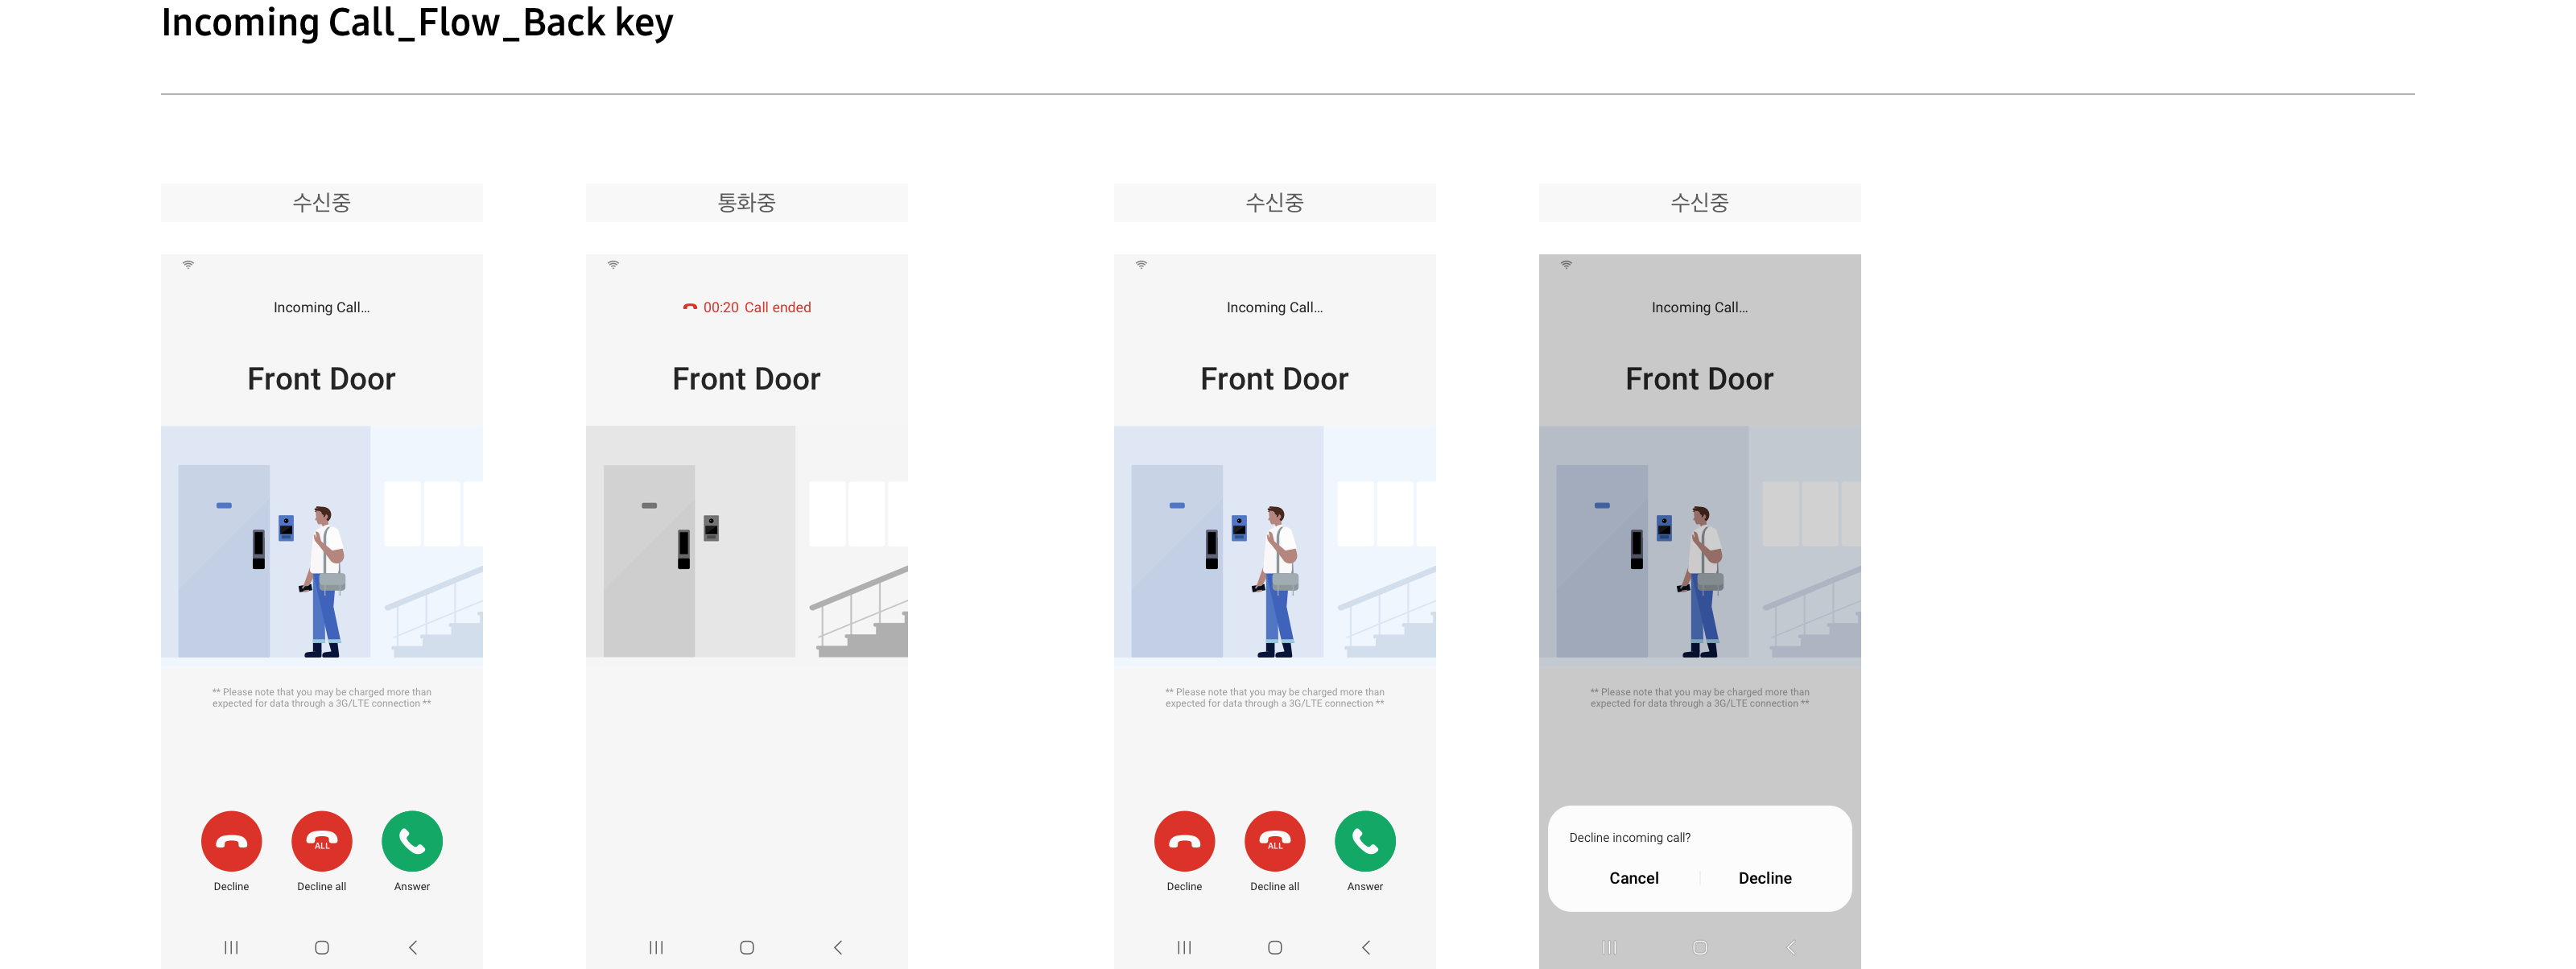 Incoming Call_Flow_Back key
수신중
Incoming Call...
Front Door
** Please note that you may be charged more than
expected for data through a 3G/LTE connection **
ALL
Decline
Decline all
Answer
통화중
00:20 Call ended
Front Door
수신중
Incoming Call...
Front Door
** Please note that you may be charged more than
expected for data through a 3G/LTE connection **
ALL
Decline
Decline all
Answer
수신중
Incoming Call...
Front Door
** Please note that you may be charged more than
expected for data through a 3G/LTE connection **
Decline incoming call?
Cancel
Decline